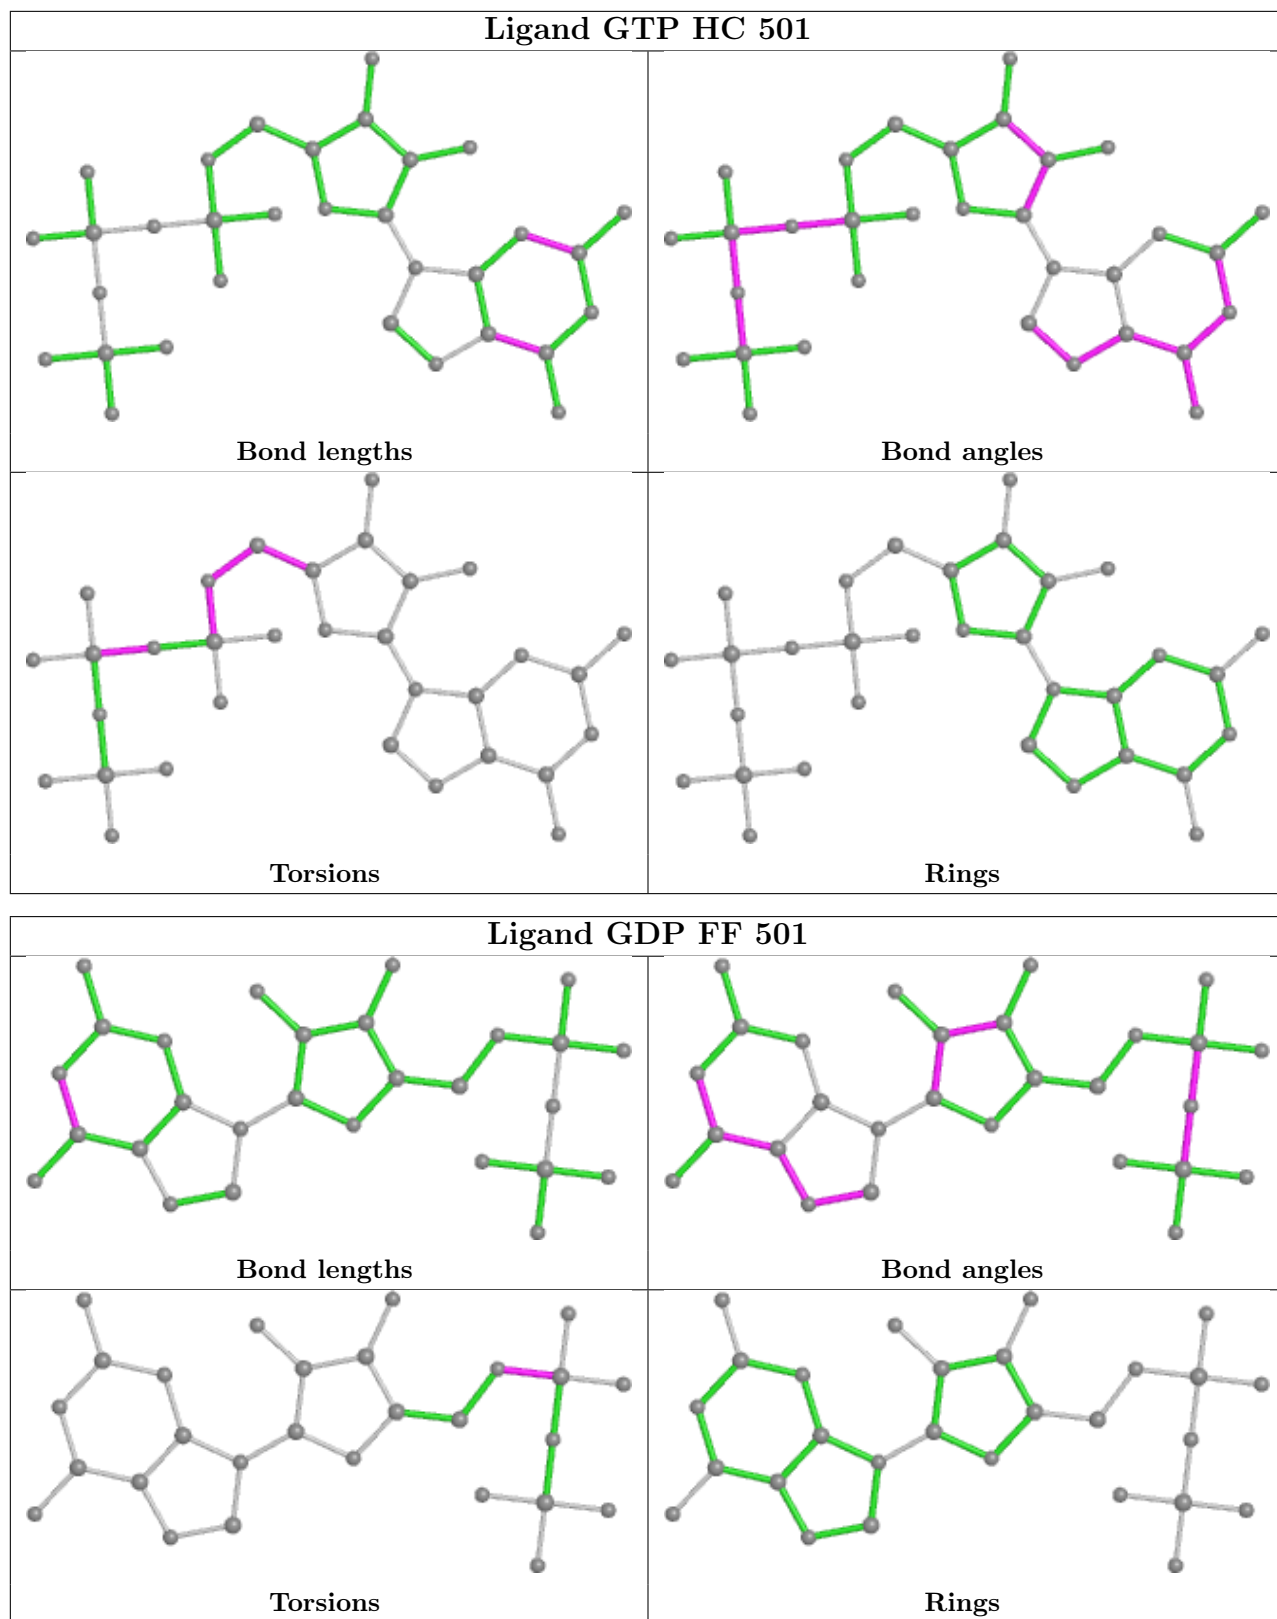 Ligand GTP HC 501
Bond lengths
Bond angles
Torsions
Rings
Ligand GDP FF 501
Bond lengths
Bond angles
Torsions
Rings